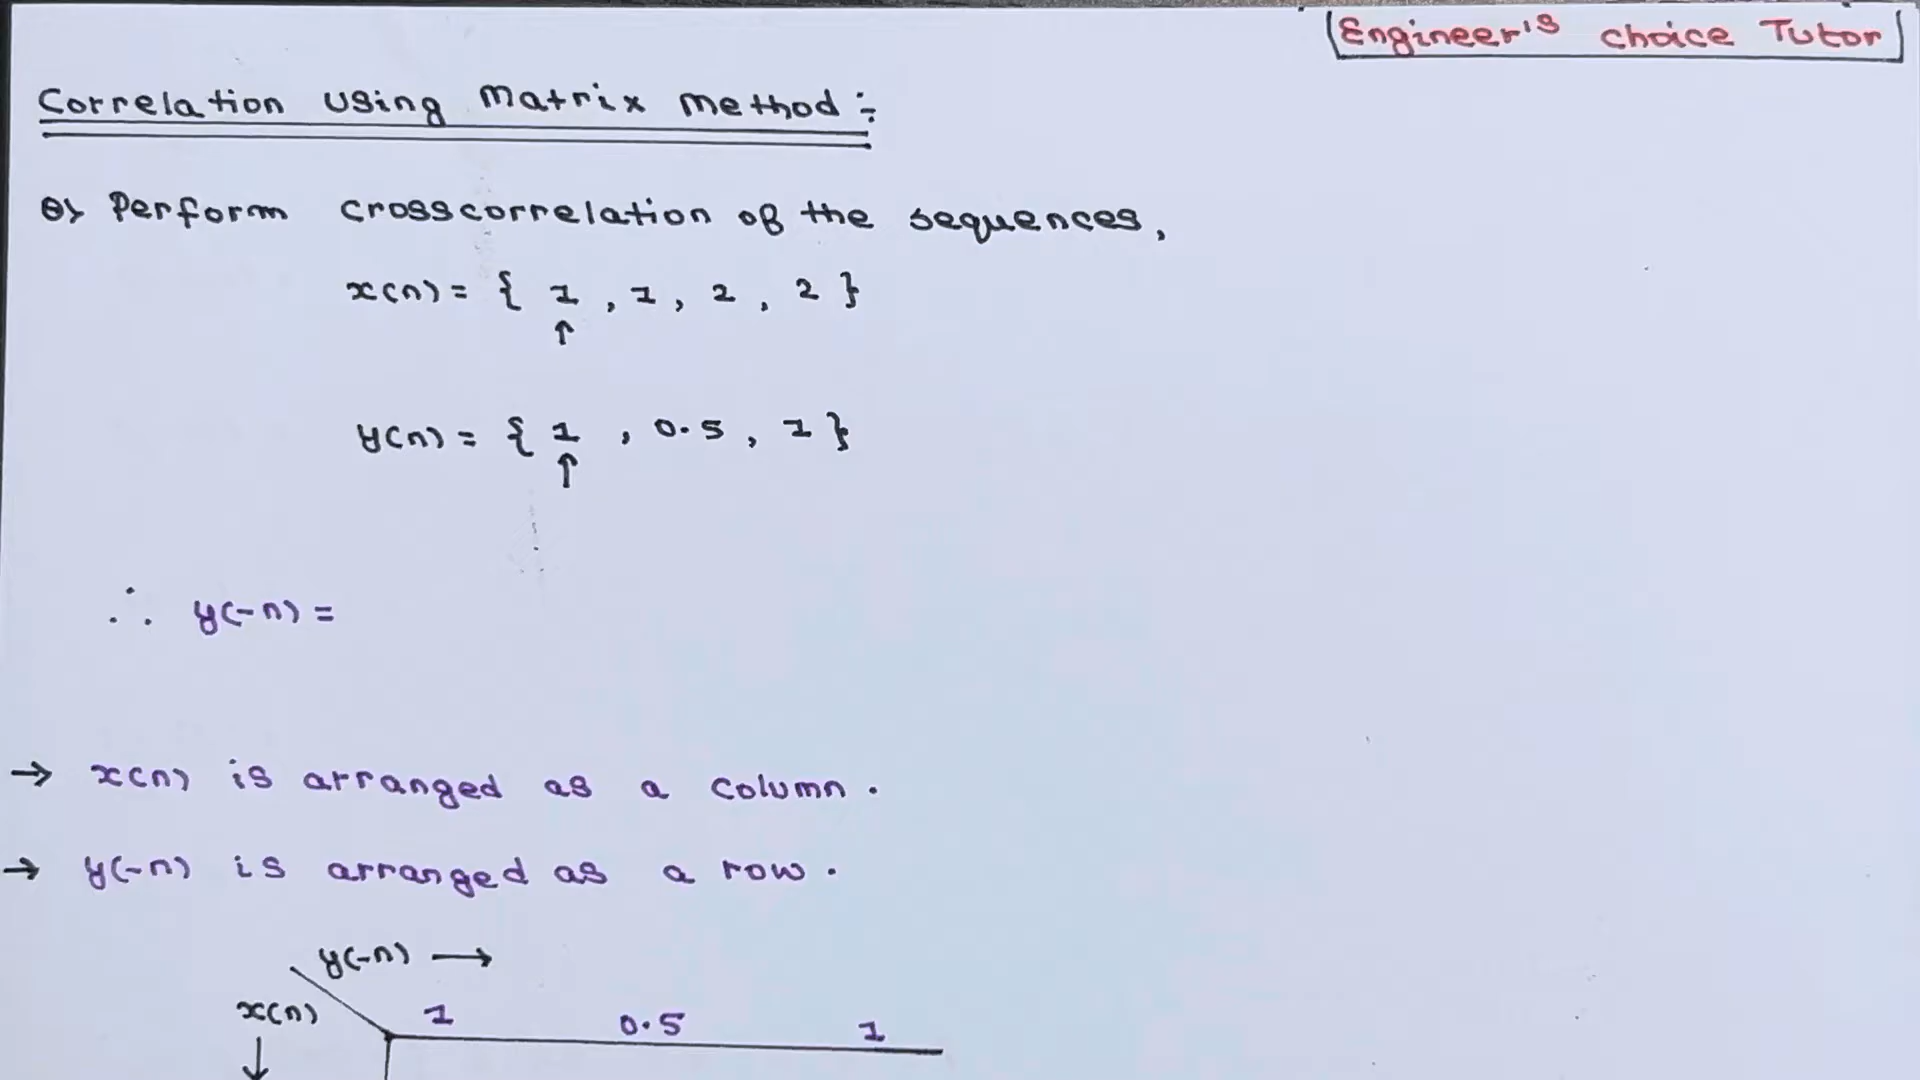 Engineer's choice Tutor
Correlation using Matrix Method :-
Q> Perform crosscorrelation of the sequences,
x(n) = { 1 , 1 , 2 , 2 }
↑
y(n) = { 1 , 0.5 , 1 }
↑
∴ y(-n) =
→ x(n) is arranged as a column .
→ y(-n) is arranged as a row .
y(-n) →
x(n) 1 0.5 1
↓